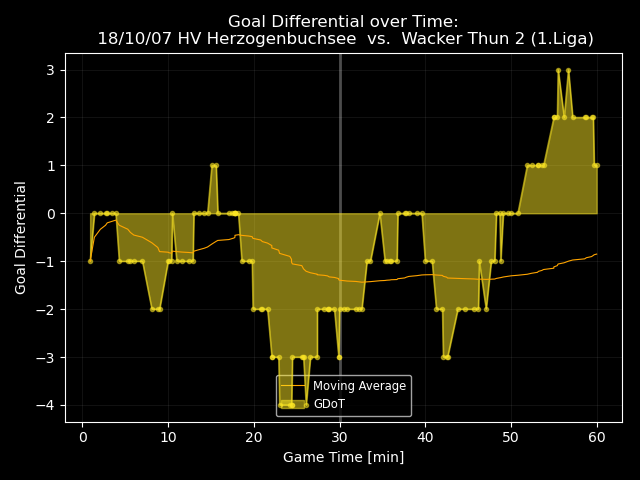 Goal Differential over Time:
18/10/07 HV Herzogenbuchsee  vs.  Wacker Thun 2 (1.Liga)
Goal Differential
3
2
1
0
−1
−2
−3
−4
Moving Average
GDoT
0 10 20 30 40 50 60
Game Time [min]